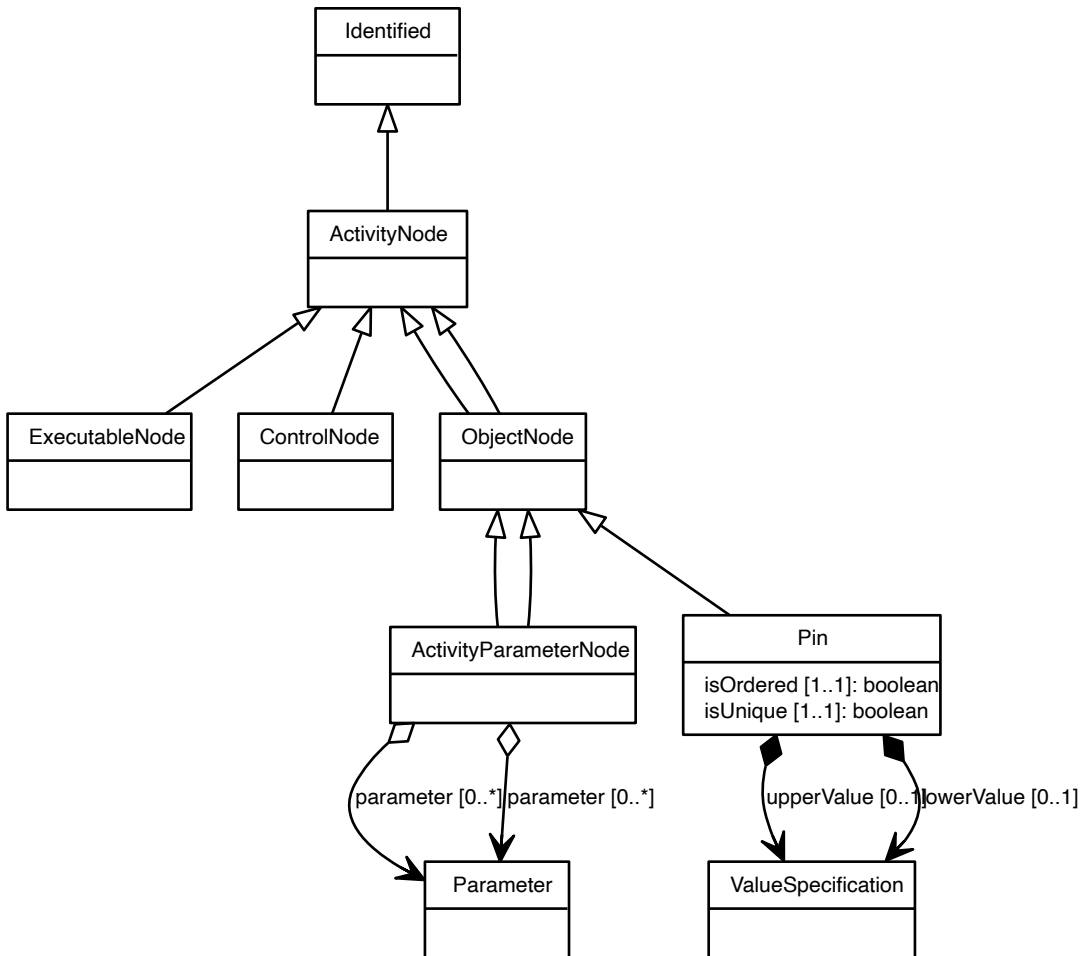 Identified
ActivityNode
ExecutableNode
ControlNode
ObjectNode
ActivityParameterNode
Pin
isOrdered [1..1]: boolean
isUnique [1..1]: boolean
parameter [0..*]
parameter [0..*]
upperValue [0..1]
lowerValue [0..1]
Parameter
ValueSpecification